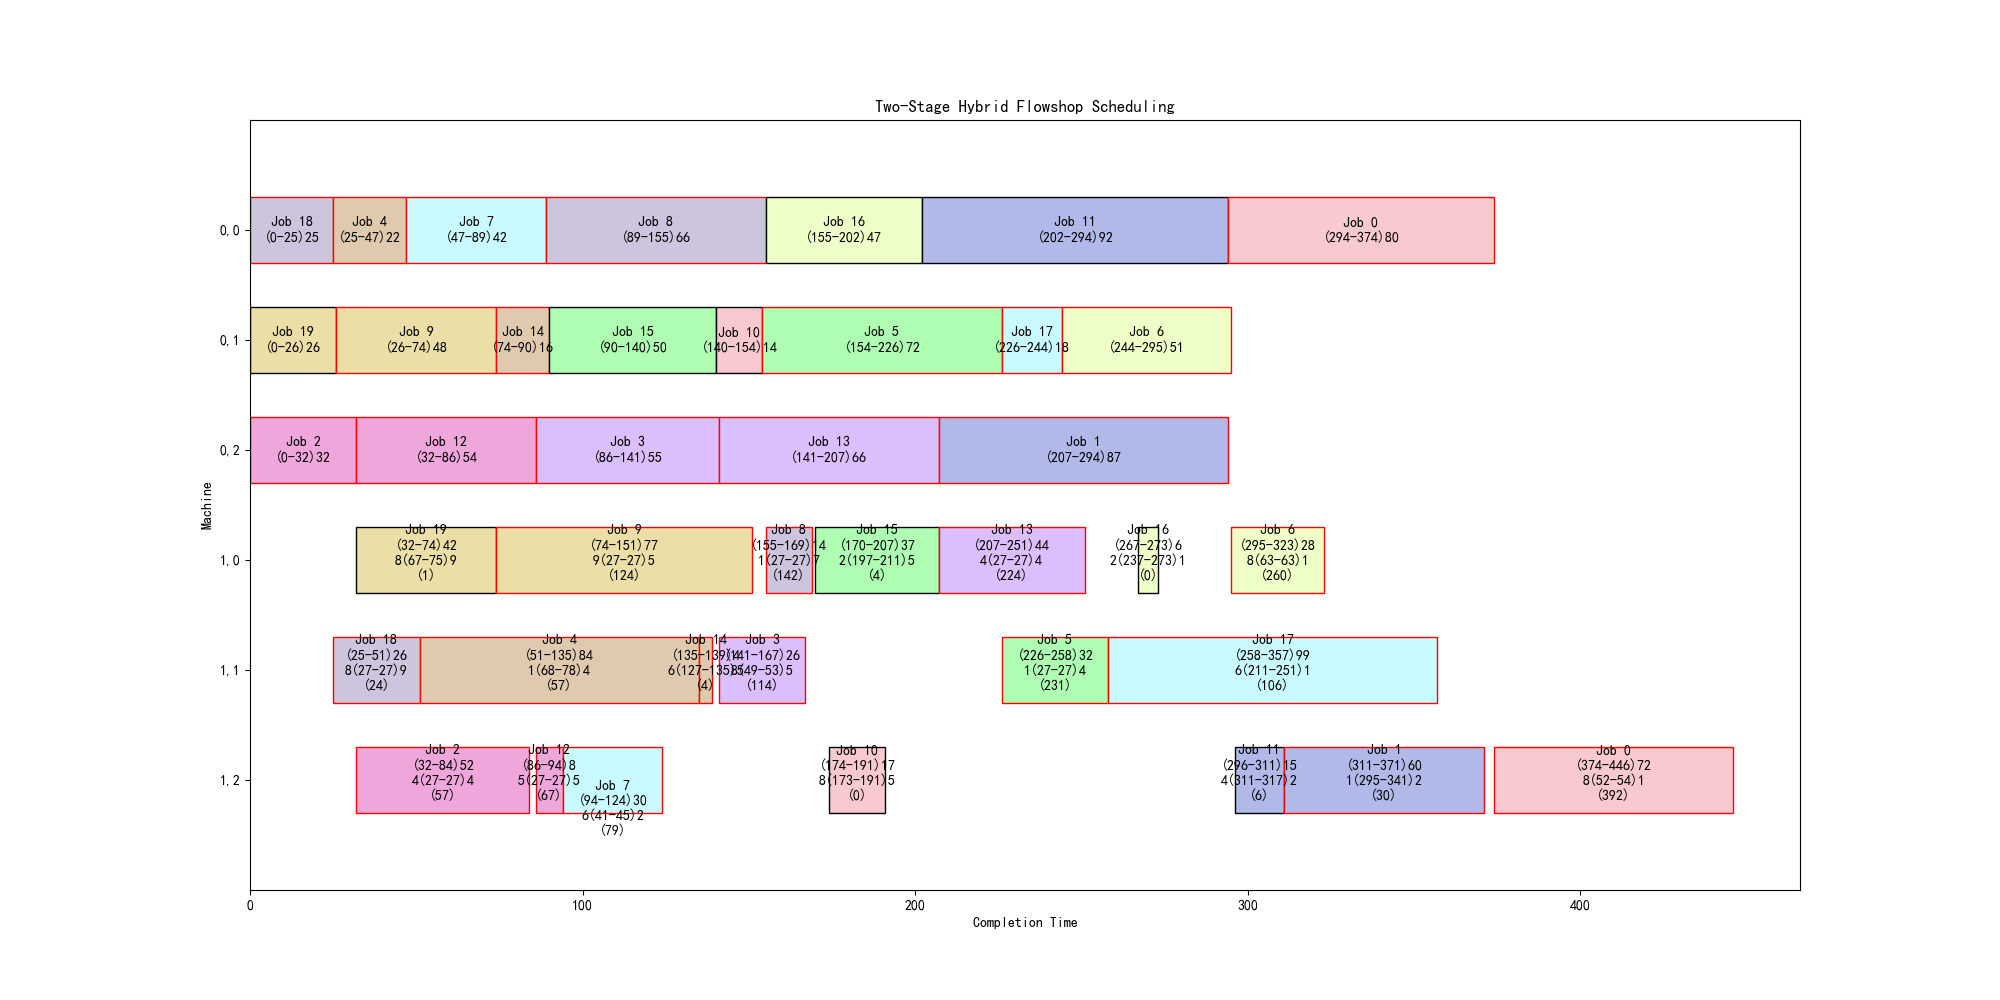 Two-Stage Hybrid Flowshop Scheduling
0,0
Job 18
(0-25)25
Job 4
(25-47)22
Job 7
(47-89)42
Job 8
(89-155)66
Job 16
(155-202)47
Job 11
(202-294)92
Job 0
(294-374)80
0,1
Job 19
(0-26)26
Job 9
(26-74)48
Job 14
(74-90)16
Job 15
(90-140)50
Job 10
(140-154)14
Job 5
(154-226)72
Job 17
(226-244)18
Job 6
(244-295)51
0,2
Job 2
(0-32)32
Job 12
(32-86)54
Job 3
(86-141)55
Job 13
(141-207)66
Job 1
(207-294)87
Machine
1,0
Job 19
(32-74)42
8(67-75)9
(1)
Job 9
(74-151)77
9(27-27)5
(124)
Job 8
(155-169)14
1(27-27)7
(142)
Job 15
(170-207)37
2(197-211)5
(4)
Job 13
(207-251)44
4(27-27)4
(224)
Job 16
(267-273)6
2(237-273)1
(0)
Job 6
(295-323)28
8(63-63)1
(260)
1,1
Job 18
(25-51)26
8(27-27)9
(24)
Job 4
(51-135)84
1(68-78)4
(57)
Job 14
(135-139)4
6(127-135)5
(4)
Job 3
(141-167)26
8(49-53)5
(114)
Job 5
(226-258)32
1(27-27)4
(231)
Job 17
(258-357)99
6(211-251)1
(106)
1,2
Job 2
(32-84)52
4(27-27)4
(57)
Job 12
(86-94)8
5(27-27)5
(67)
Job 7
(94-124)30
6(41-45)2
(79)
Job 10
(174-191)17
8(173-191)5
(0)
Job 11
(296-311)15
4(311-317)2
(6)
Job 1
(311-371)60
1(295-341)2
(30)
Job 0
(374-446)72
8(52-54)1
(392)
0
100
200
300
400
Completion Time